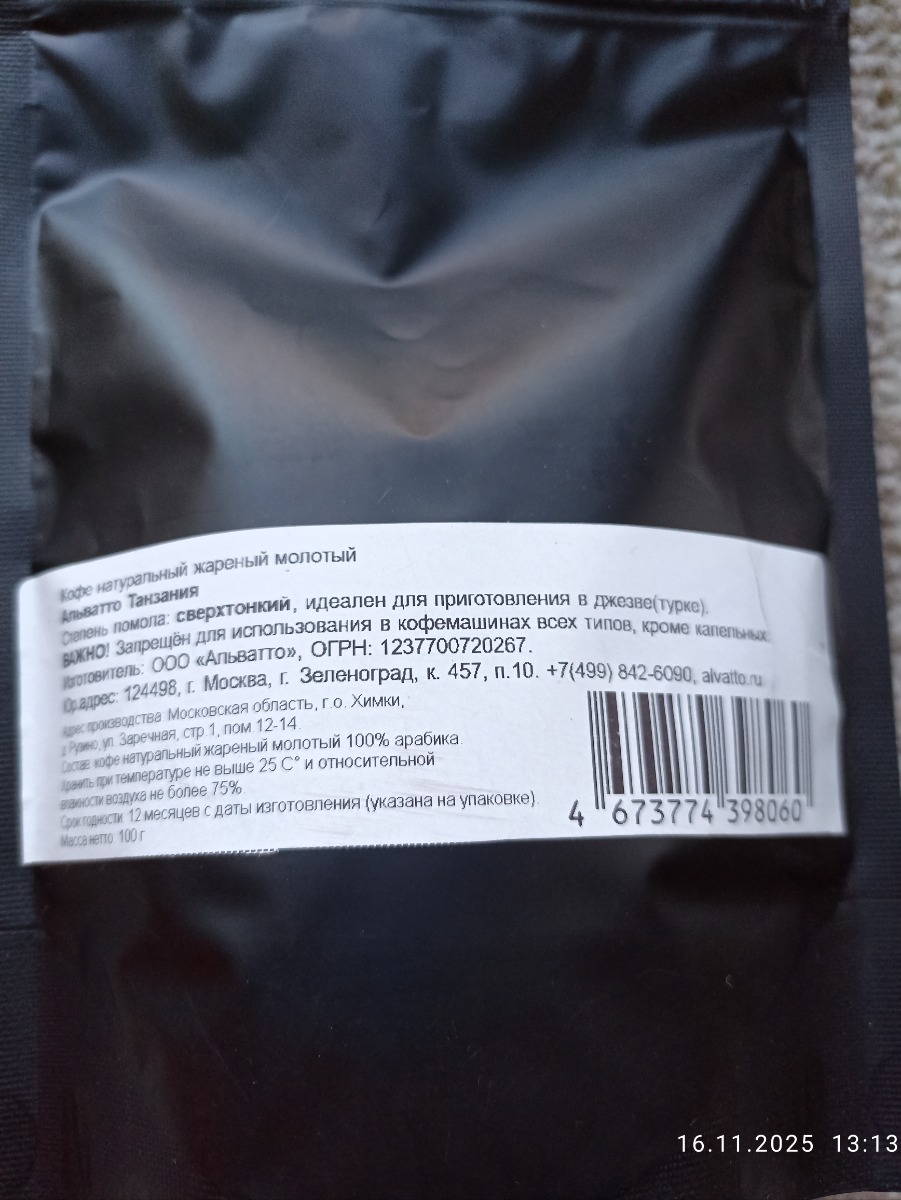 Кофе натуральный жареный молотый
Альватто Танзания
Степень помола: сверхтонкий, идеален для приготовления в джезве(турке).
ВАЖНО! Запрещён для использования в кофемашинах всех типов, кроме капельных.
Изготовитель: ООО «Альватто», ОГРН: 1237700720267.
Юр.адрес: 124498, г. Москва, г. Зеленоград, к. 457, п.10. +7(499) 842-6090, alvatto.ru
Адрес производства: Московская область, г.о. Химки,
д. Рузино, ул. Заречная, стр.1, пом.12-14.
Состав: кофе натуральный жареный молотый 100% арабика.
Хранить при температуре не выше 25 С° и относительной
влажности воздуха не более 75%.
Срок годности: 12 месяцев с даты изготовления (указана на упаковке).
Масса нетто: 100 г
4 673774 398060
16.11.2025 13:13